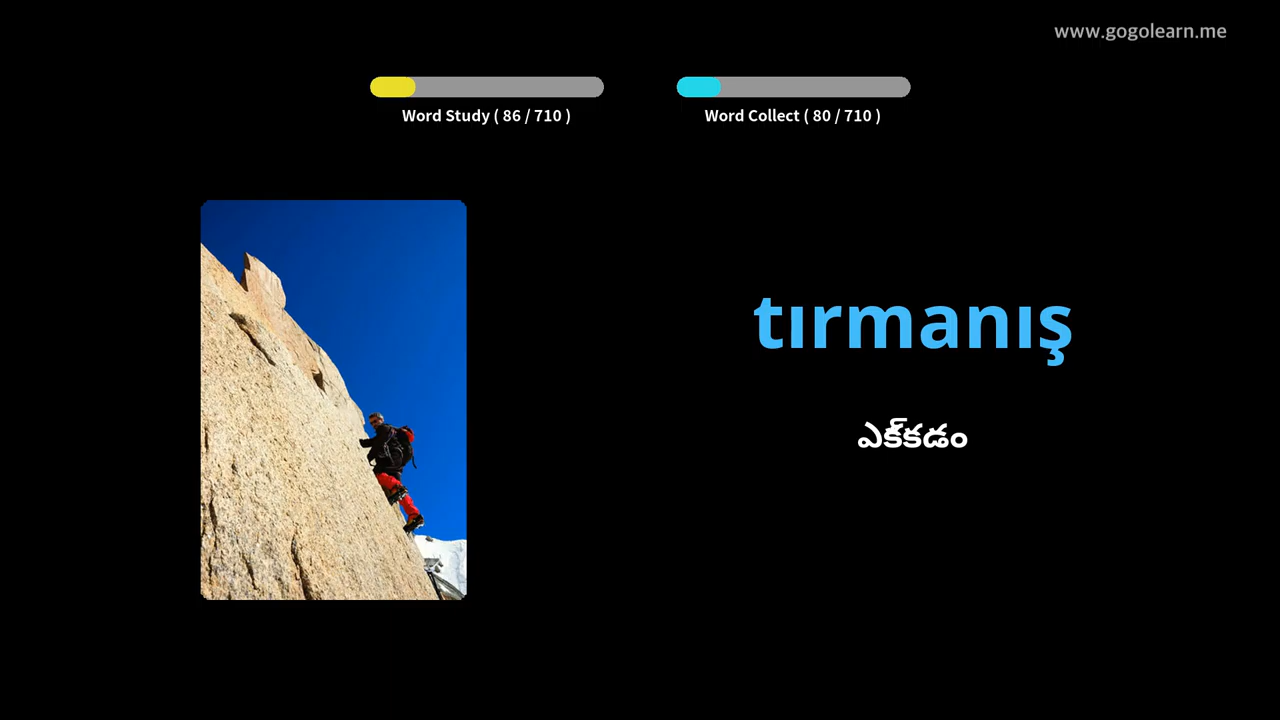 www.gogolearn.me
Word Study ( 86 / 710 )
Word Collect ( 80 / 710 )
tırmanış
ఎక్కడం